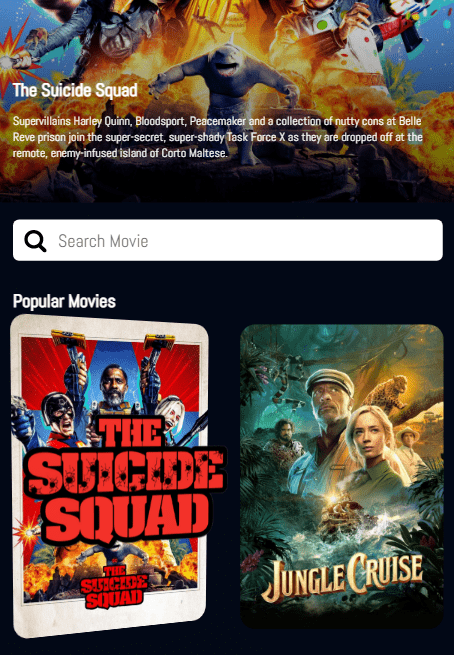 The Suicide Squad
Supervillains Harley Quinn, Bloodsport, Peacemaker and a collection of nutty cons at Belle
Reve prison join the super-secret, super-shady Task Force X as they are dropped off at the
remote, enemy-infused island of Corto Maltese.
Search Movie
Popular Movies
THE
SUICIDE
SQUAD
THE
SUICIDE
SQUAD
JUNGLE CRUISE